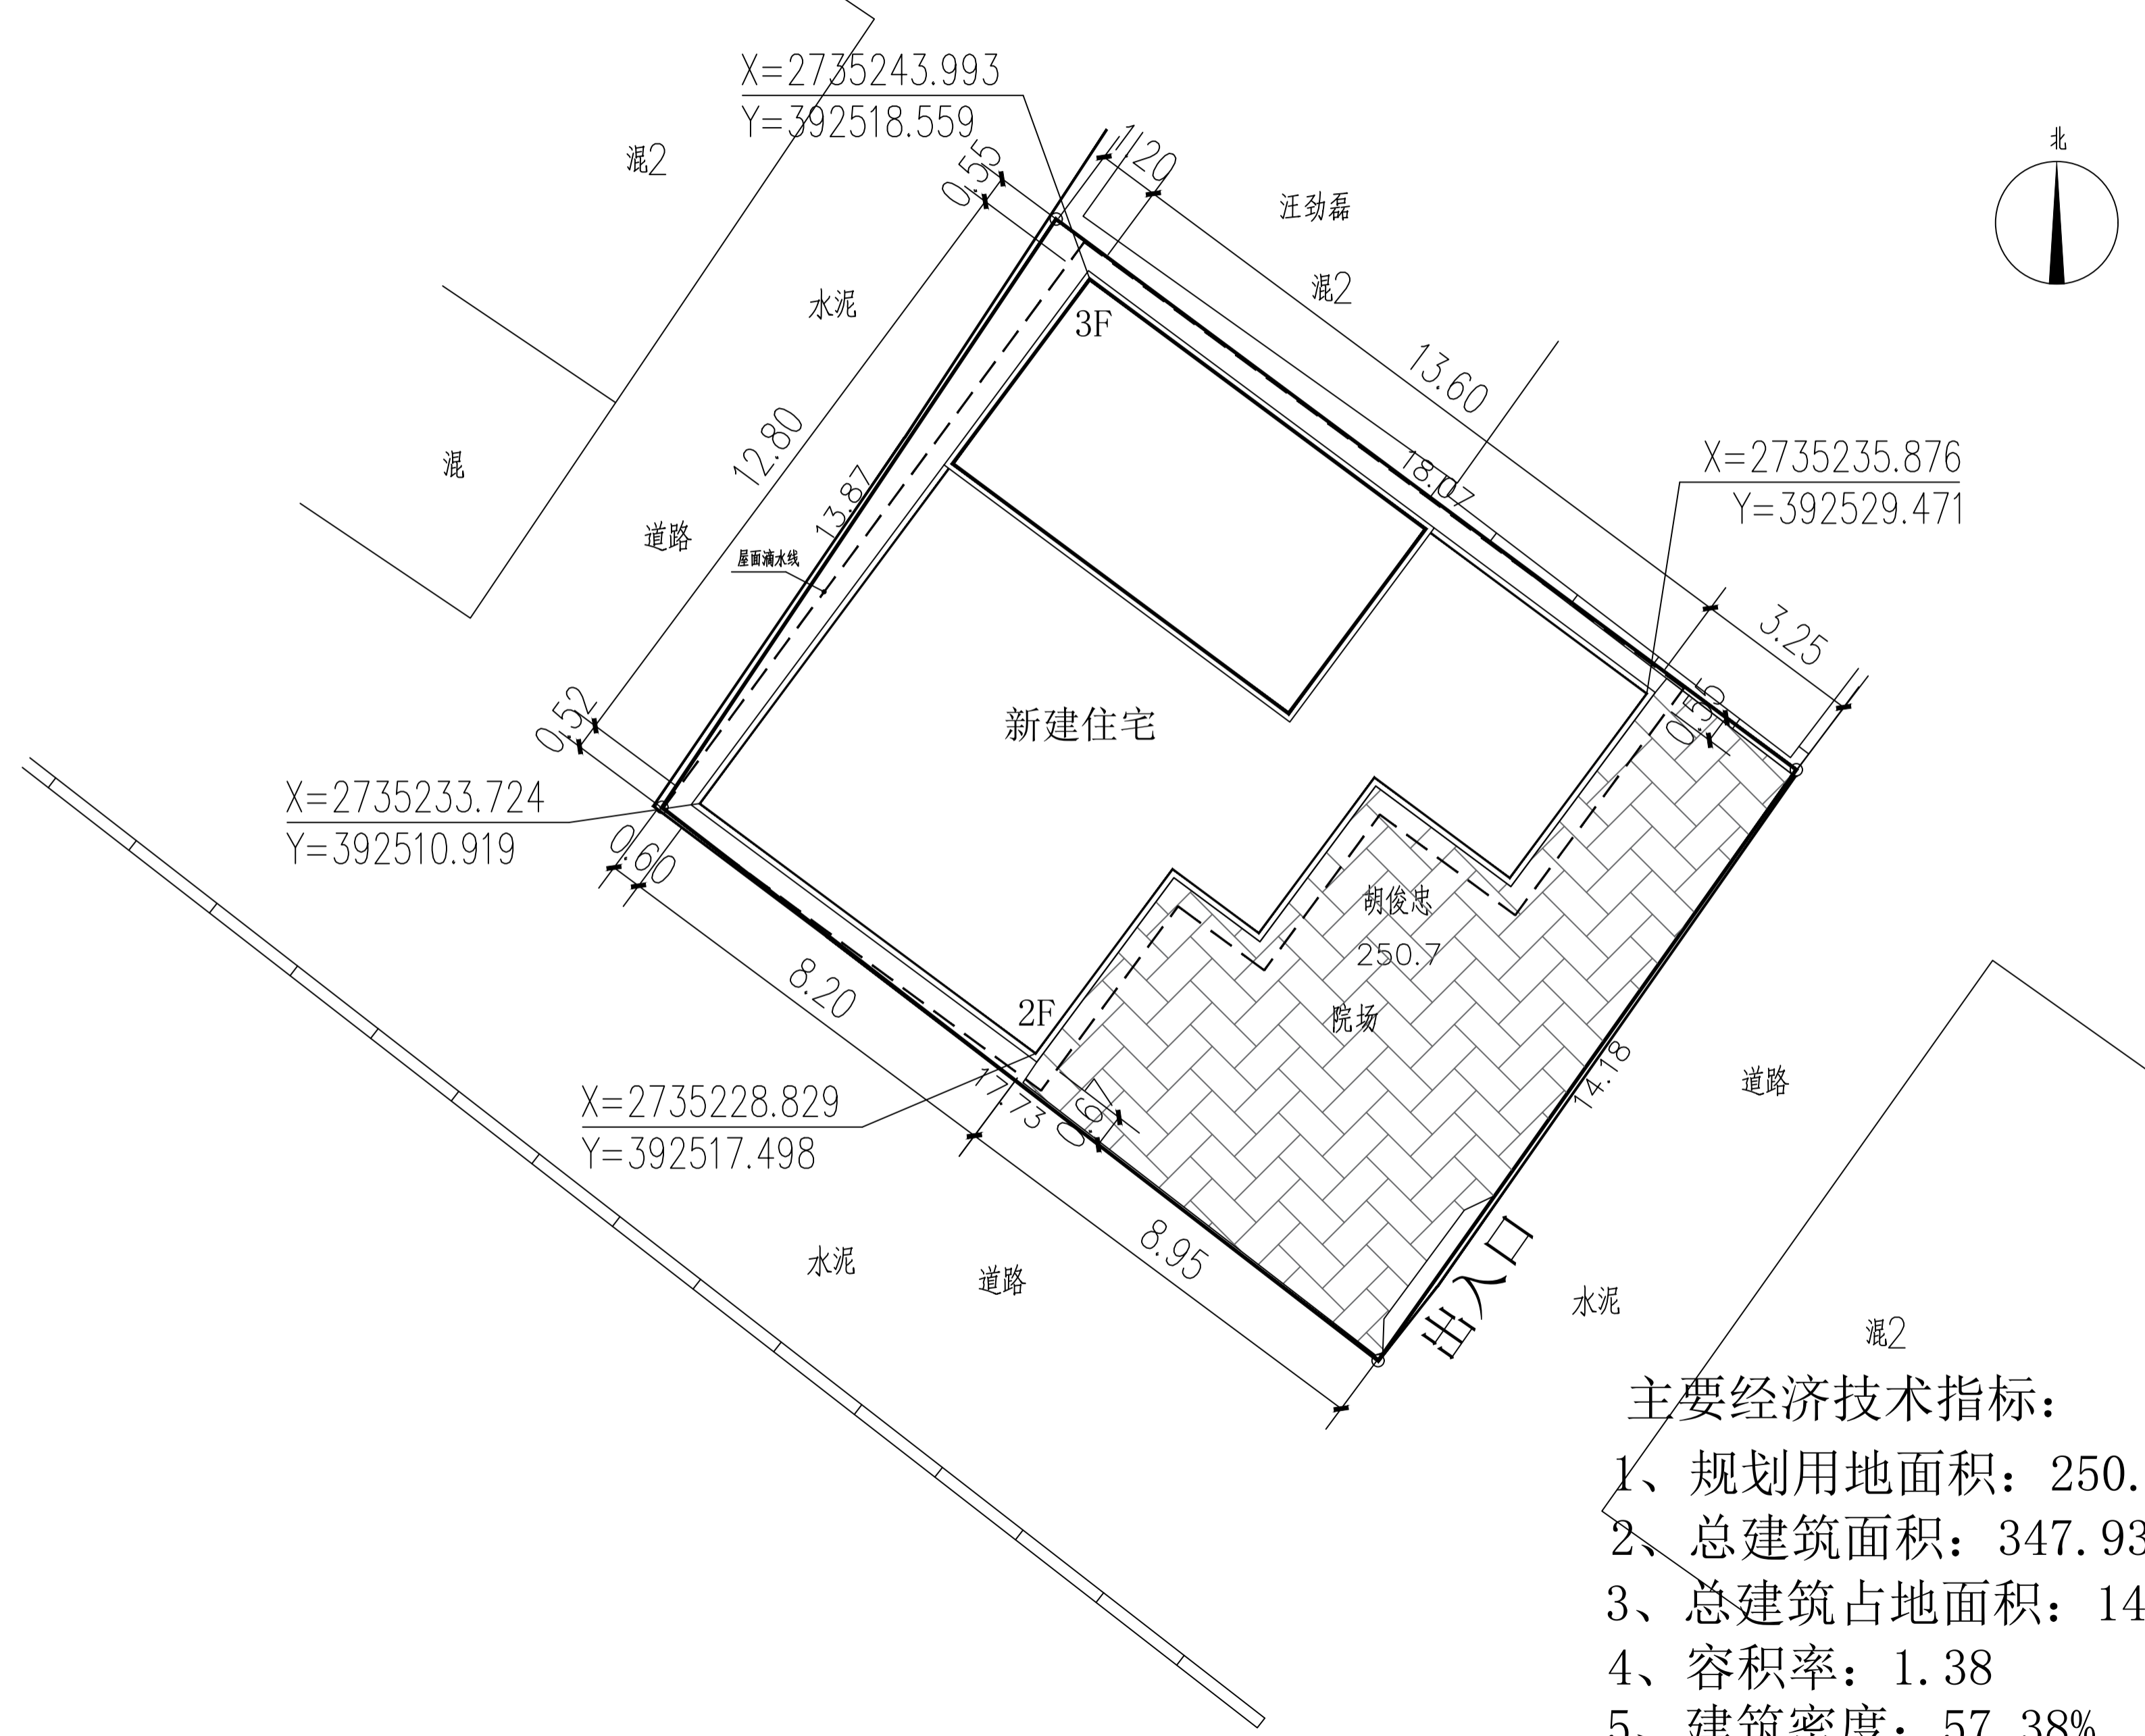 X=2735243.993
Y=392518.559
北
混2
0.55
1.20
汪劲磊
混2
水泥
3F
13.60
12.80
混
13.87
18.07
X=2735235.876
Y=392529.471
道路
屋面滴水线
3.25
0.55
0.52
新建住宅
X=2735233.724
Y=392510.919
0.60
胡俊忠
250.7
8.20
2F
院场
14.18
道路
X=2735228.829
Y=392517.498
17.73
水泥
道路
8.95
出入口
水泥
混2
主要经济技术指标：
1、规划用地面积：250.
2、总建筑面积：347.93
3、总建筑占地面积：14
4、容积率：1.38
5、建筑密度：57.38%